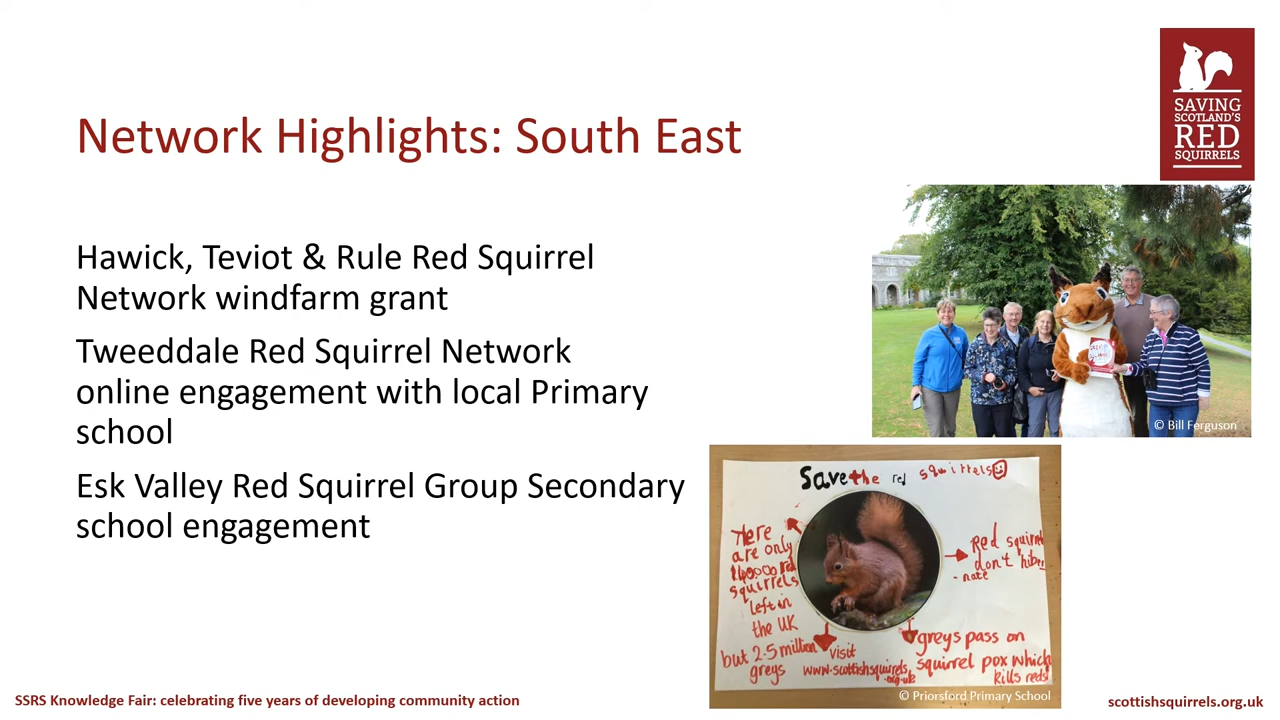 SAVING
SCOTLAND'S
RED
SQUIRRELS
Network Highlights: South East
Hawick, Teviot & Rule Red Squirrel
Network windfarm grant
Tweeddale Red Squirrel Network
online engagement with local Primary
school
Esk Valley Red Squirrel Group Secondary
school engagement
© Bill Ferguson
Save the red squirrels
There
are only
140000 red
squirrels
left in
the UK
but 2.5 million
greys
Red squirrel
don't hiber
-nate
visit
www.scottishsquirrels
.org.uk
greys pass on
squirrel pox which
kills reds!
© Priorsford Primary School
SSRS Knowledge Fair: celebrating five years of developing community action
scottishsquirrels.org.uk